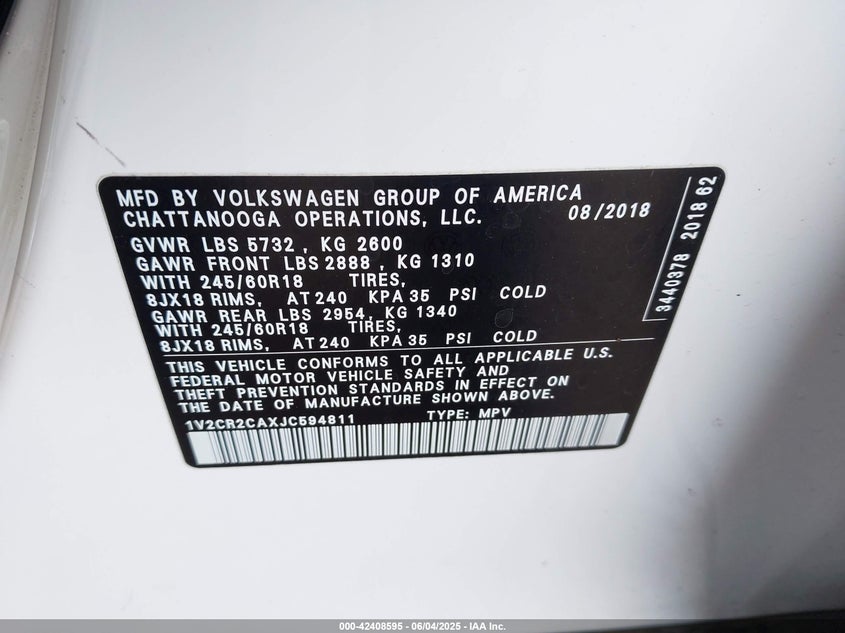 MFD BY VOLKSWAGEN GROUP OF AMERICA
CHATTANOOGA OPERATIONS, LLC. 08/2018
GVWR LBS 5732 , KG 2600
GAWR FRONT LBS 2888 , KG 1310
WITH 245/60R18 TIRES,
8JX18 RIMS, AT 240 KPA 35 PSI COLD
GAWR REAR LBS 2954 , KG 1340
WITH 245/60R18 TIRES,
8JX18 RIMS, AT 240 KPA 35 PSI COLD
THIS VEHICLE CONFORMS TO ALL APPLICABLE U.S.
FEDERAL MOTOR VEHICLE SAFETY AND
THEFT PREVENTION STANDARDS IN EFFECT ON
THE DATE OF MANUFACTURE SHOWN ABOVE.
1V2CR2CAXJC594811 TYPE: MPV
3440378 2018 62
000-42408595 - 06/04/2025 - IAA Inc.